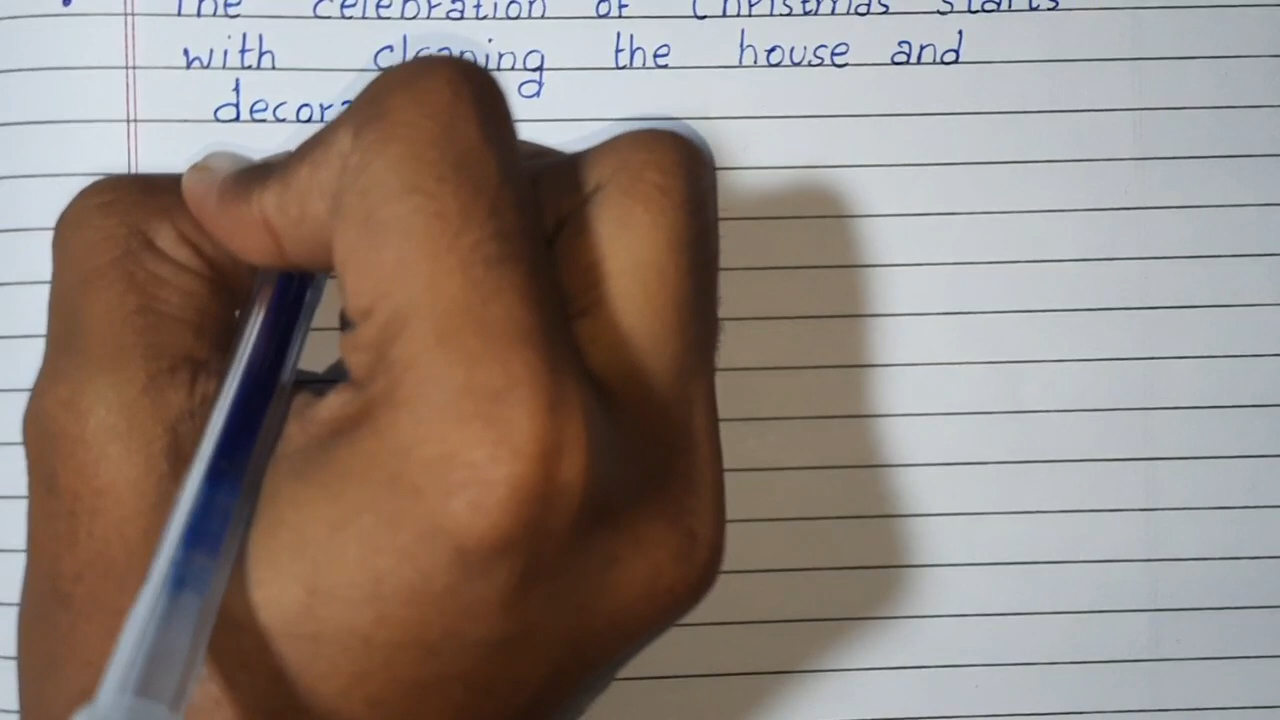 The celebration of Christmas starts
with cleaning the house and